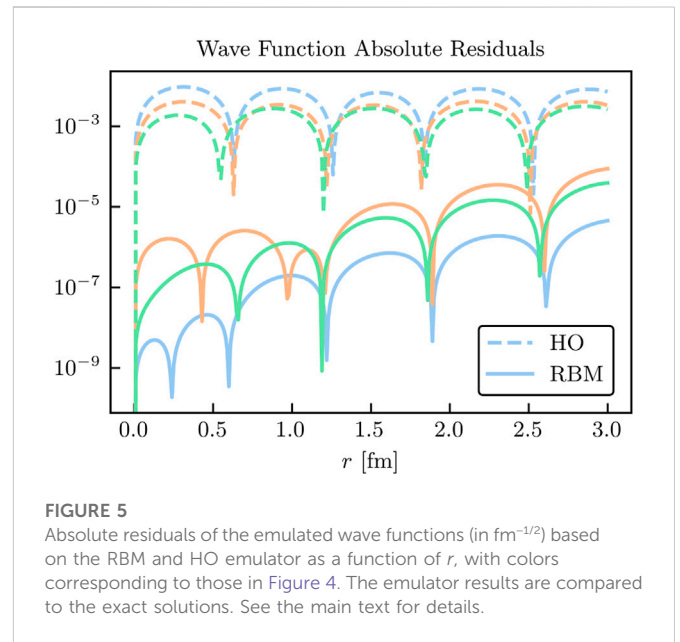 Wave Function Absolute Residuals
10⁻³
10⁻⁵
10⁻⁷
10⁻⁹
HO
RBM
0.0 0.5 1.0 1.5 2.0 2.5 3.0
r [fm]
FIGURE 5
Absolute residuals of the emulated wave functions (in fm⁻¹/²) based
on the RBM and HO emulator as a function of r, with colors
corresponding to those in Figure 4. The emulator results are compared
to the exact solutions. See the main text for details.